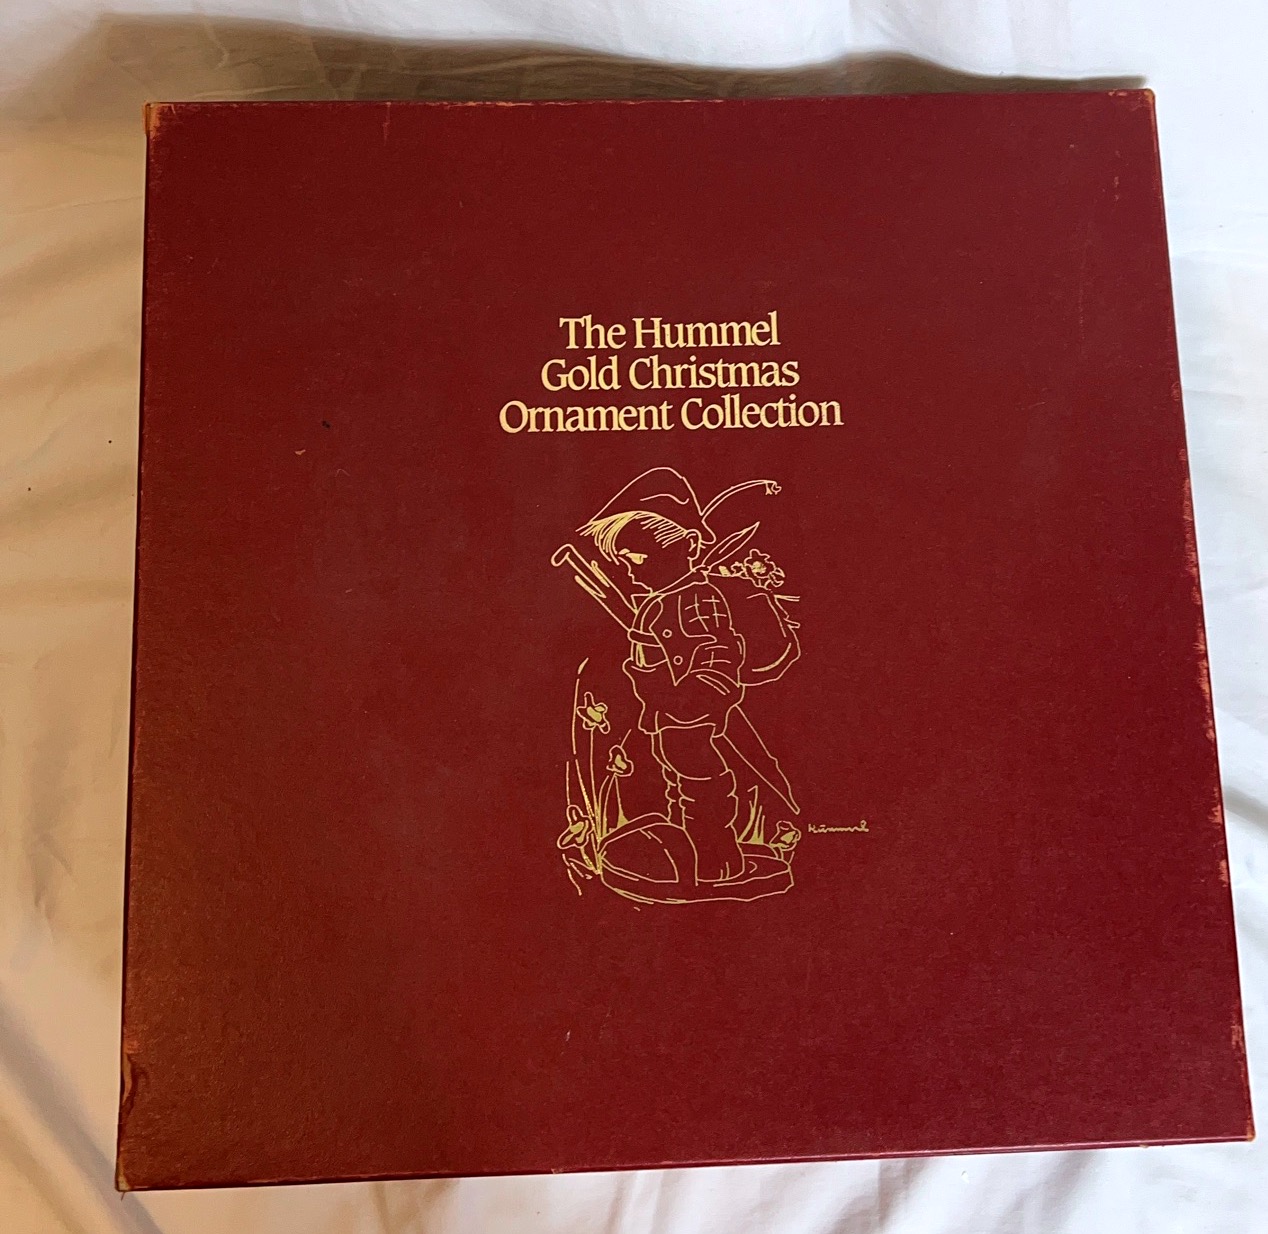 The Hummel
Gold Christmas
Ornament Collection
Hummel